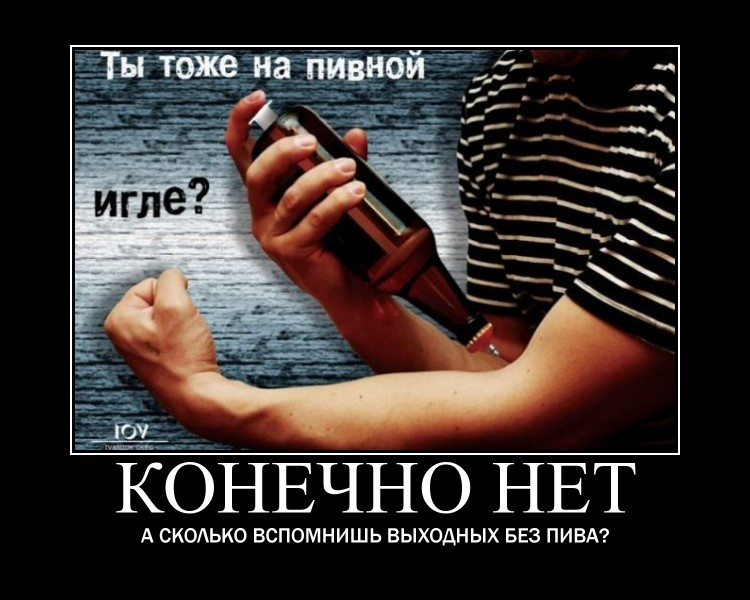 Ты тоже на пивной
игле?
IOV
КОНЕЧНО НЕТ
А СКОЛЬКО ВСПОМНИШЬ ВЫХОДНЫХ БЕЗ ПИВА?